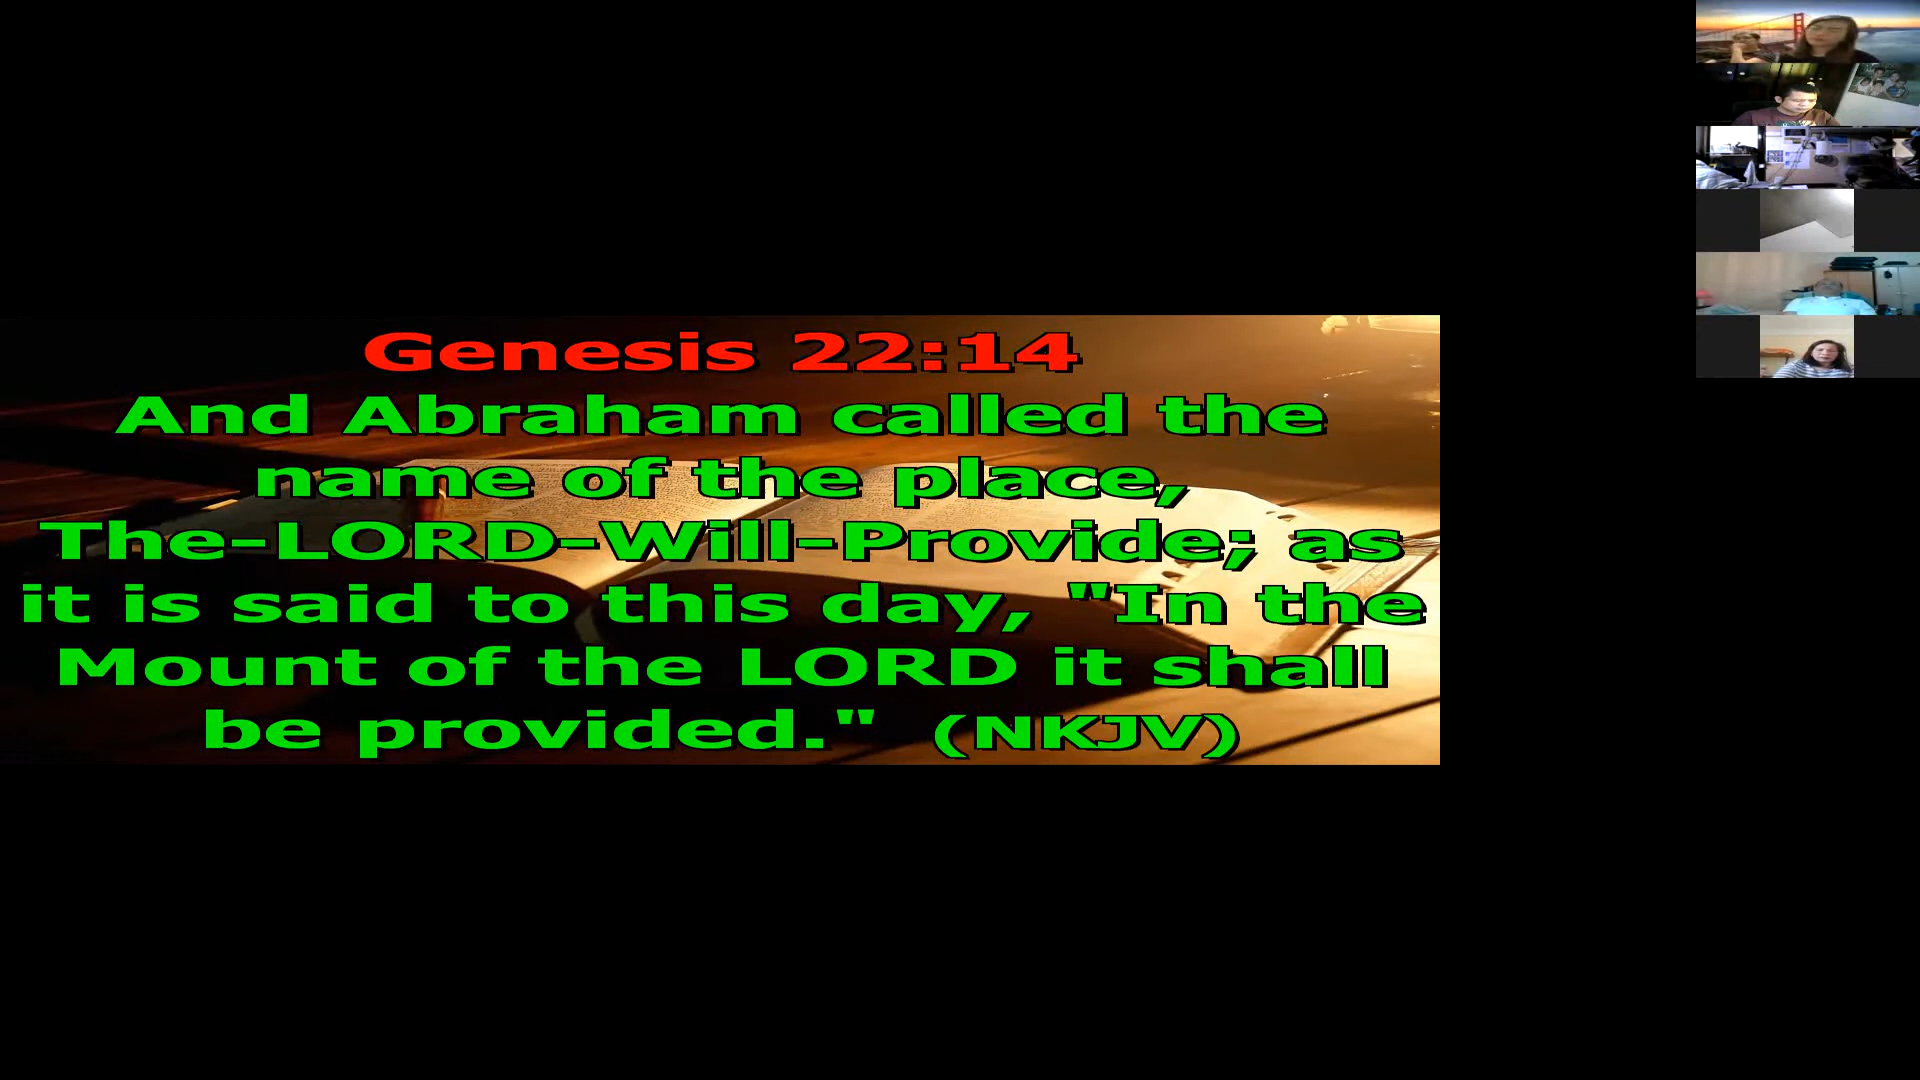 Genesis 22:14
And Abraham called the
name of the place,
The-LORD-Will-Provide; as
it is said to this day, "In the
Mount of the LORD it shall
be provided." (NKJV)